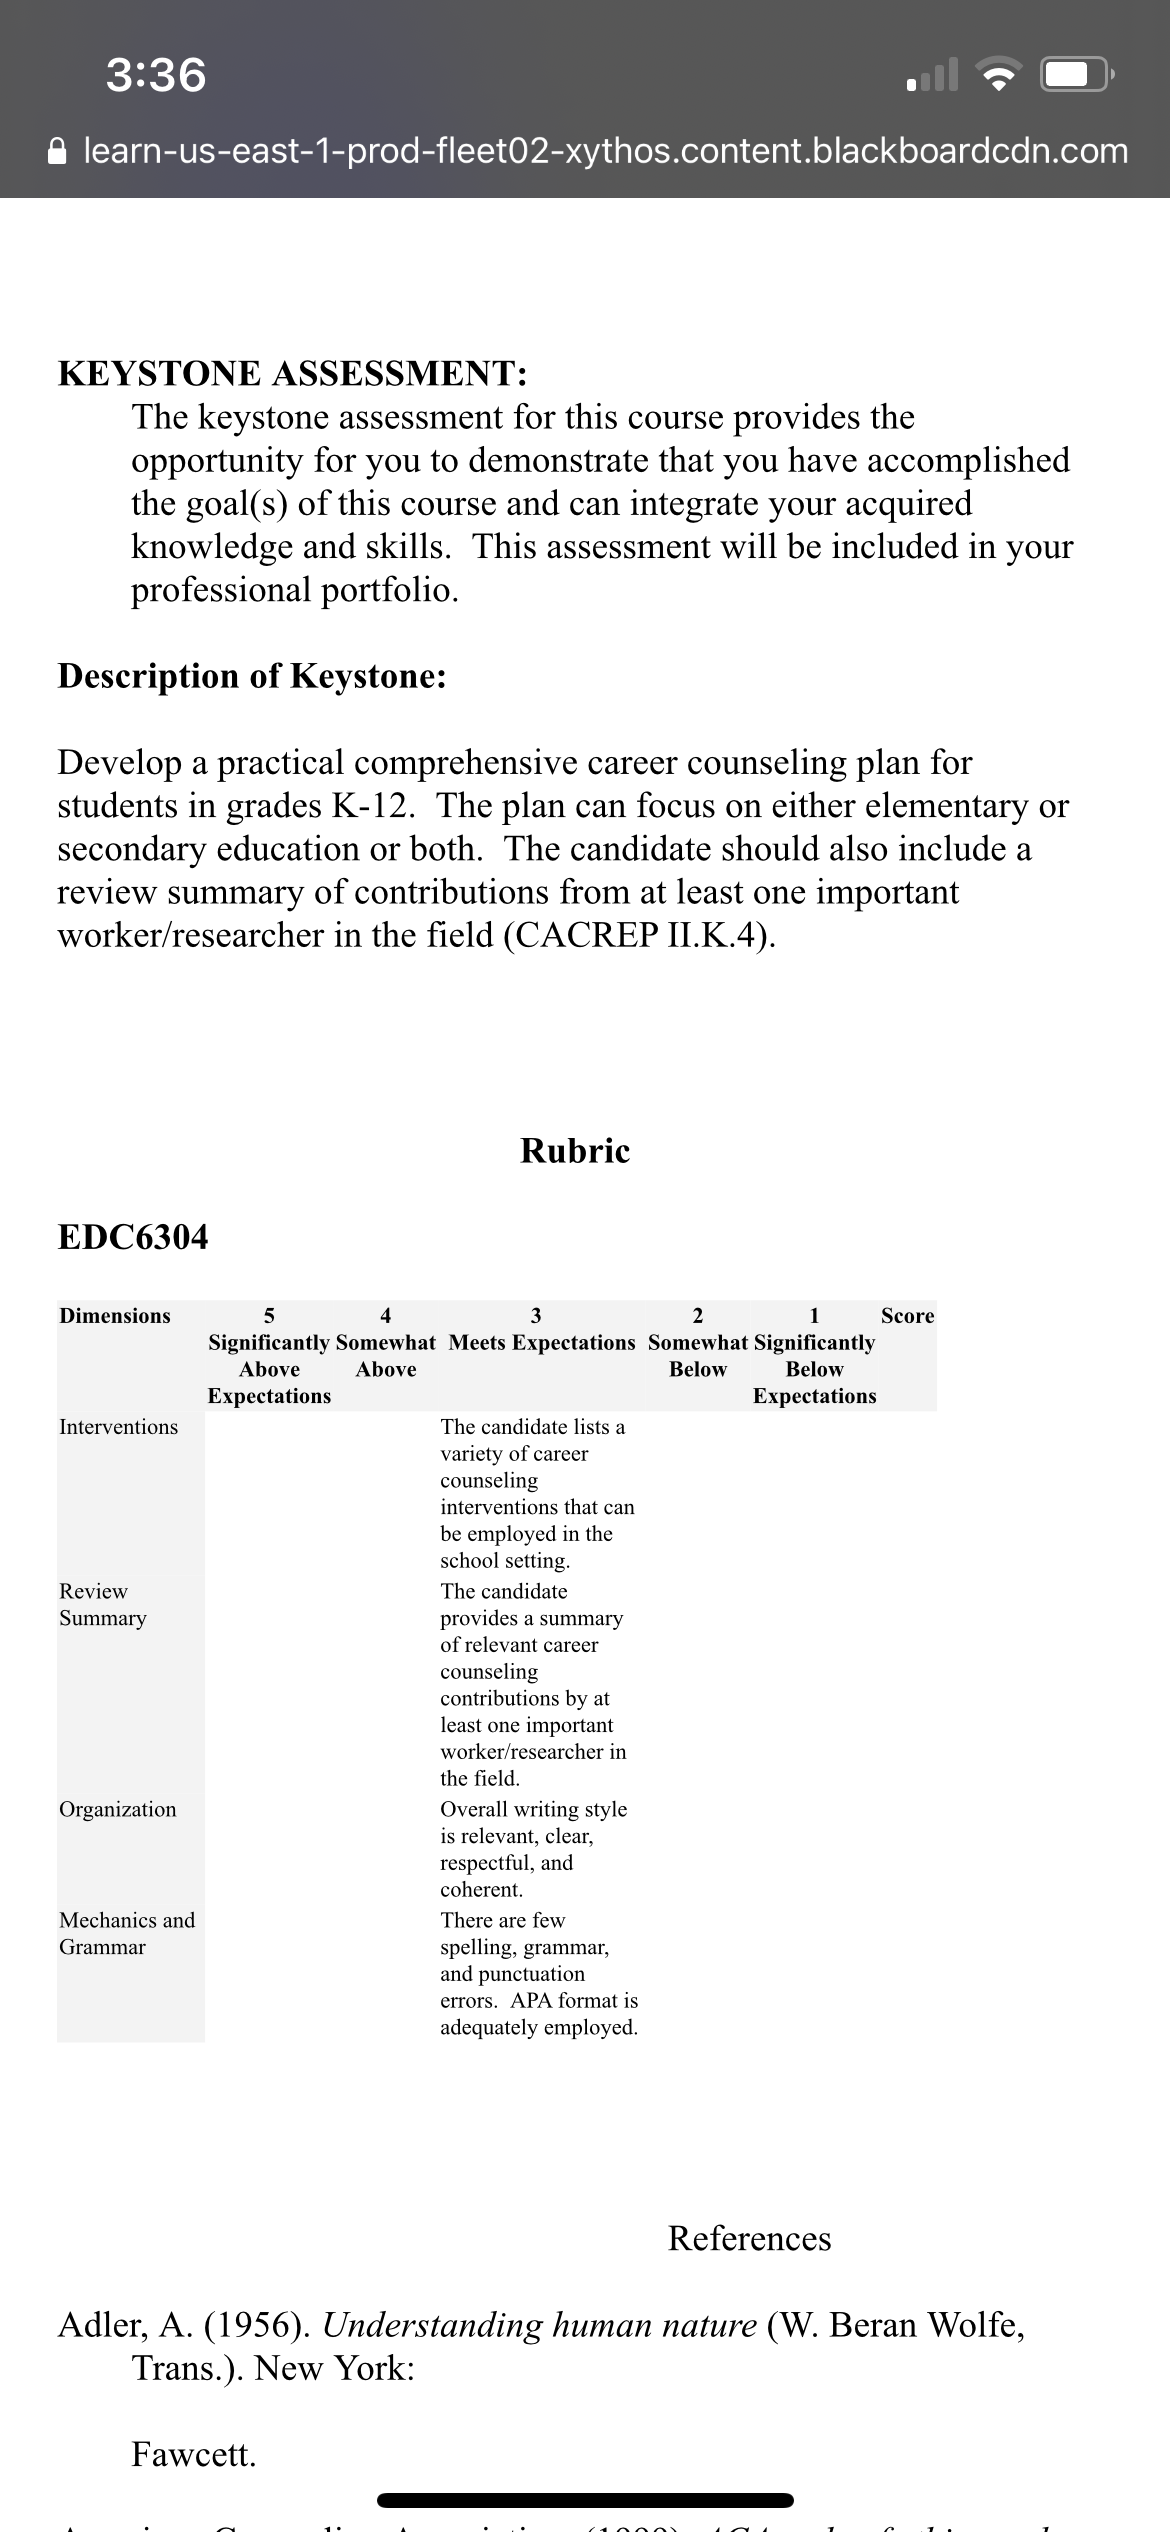 3:36
learn-us-east-1-prod-fleet02-xythos.content.blackboardcdn.com
KEYSTONE ASSESSMENT:
The keystone assessment for this course provides the
opportunity for you to demonstrate that you have accomplished
the goal(s) of this course and can integrate your acquired
knowledge and skills.  This assessment will be included in your
professional portfolio.
Description of Keystone:
Develop a practical comprehensive career counseling plan for
students in grades K-12.  The plan can focus on either elementary or
secondary education or both.  The candidate should also include a
review summary of contributions from at least one important
worker/researcher in the field (CACREP II.K.4).
Rubric
EDC6304
Dimensions 5 4 3 2 1 Score
Significantly Somewhat Meets Expectations Somewhat Significantly
Above Above Below Below
Expectations Expectations
Interventions The candidate lists a
variety of career
counseling
interventions that can
be employed in the
school setting.
Review The candidate
Summary provides a summary
of relevant career
counseling
contributions by at
least one important
worker/researcher in
the field.
Organization Overall writing style
is relevant, clear,
respectful, and
coherent.
Mechanics and There are few
Grammar spelling, grammar,
and punctuation
errors.  APA format is
adequately employed.
References
Adler, A. (1956). Understanding human nature (W. Beran Wolfe,
Trans.). New York:
Fawcett.